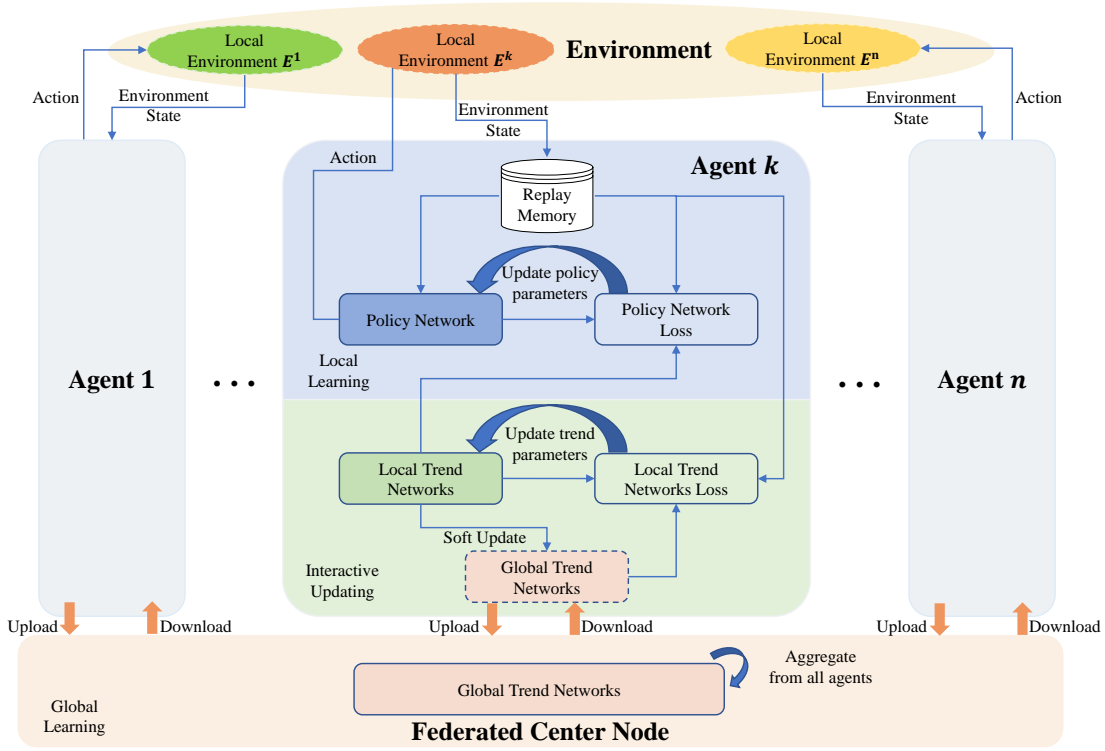 Local
Environment E¹
Local
Environment Eᵏ
Environment
Local
Environment Eⁿ
Action
Environment
State
Environment
State
Environment
State
Action
Action
Agent k
Replay
Memory
Update policy
parameters
Policy Network
Policy Network
Loss
Local
Learning
Agent 1
...
...
Agent n
Update trend
parameters
Local Trend
Networks
Local Trend
Networks Loss
Soft Update
Global Trend
Networks
Interactive
Updating
Upload
Download
Upload
Download
Upload
Download
Aggregate
from all agents
Global Trend Networks
Global
Learning
Federated Center Node